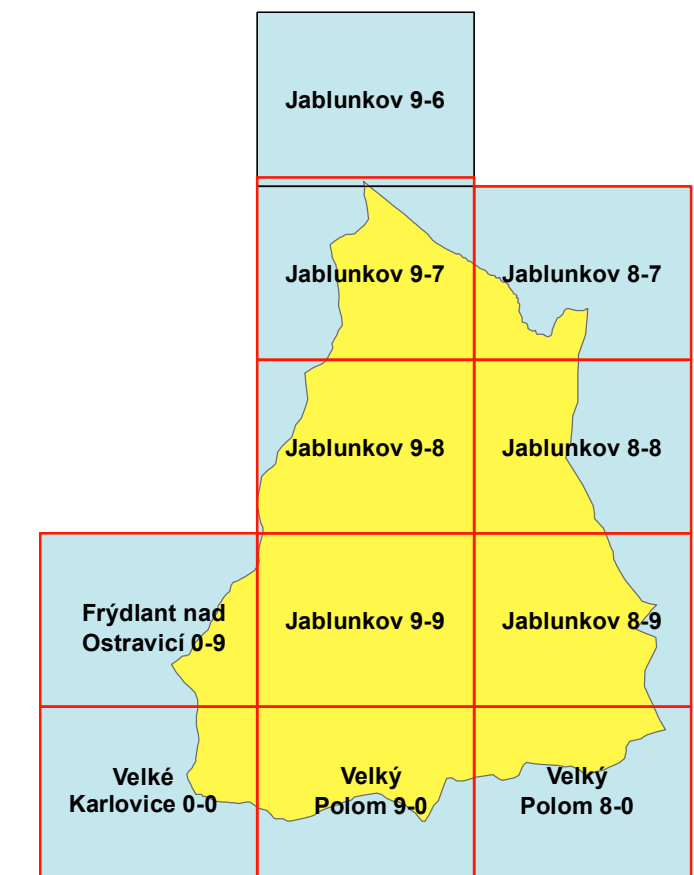 Jablunkov 9-6
Jablunkov 9-7
Jablunkov 8-7
Jablunkov 9-8
Jablunkov 8-8
Frýdlant nad
Ostravicí 0-9
Jablunkov 9-9
Jablunkov 8-9
Velké
Karlovice 0-0
Velký
Polom 9-0
Velký
Polom 8-0